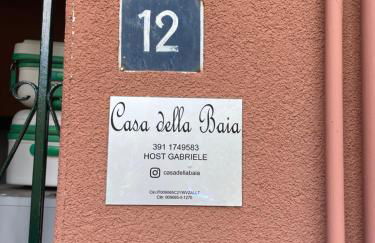 12
Casa della Baia
391 1749583
HOST GABRIELE
casadellabaia